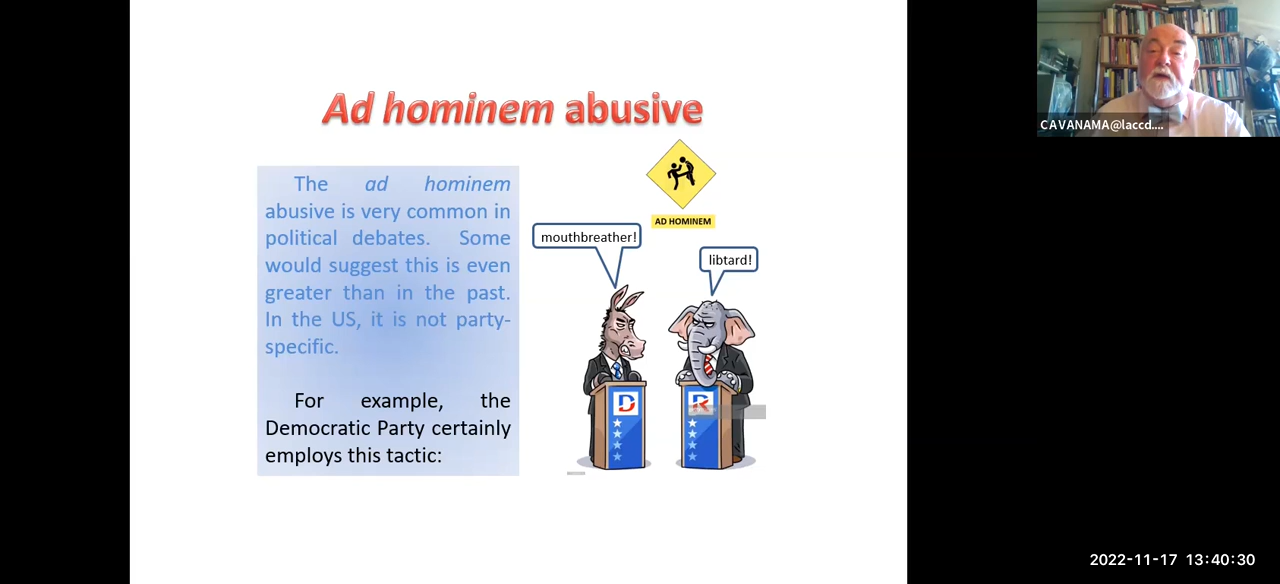 Ad hominem abusive
The ad hominem
abusive is very common in
political debates. Some
would suggest this is even
greater than in the past.
In the US, it is not party-
specific.
For example, the
Democratic Party certainly
employs this tactic:
AD HOMINEM
mouthbreather!
libtard!
D
R
CAVANAMA@laccd....
2022-11-17 13:40:30